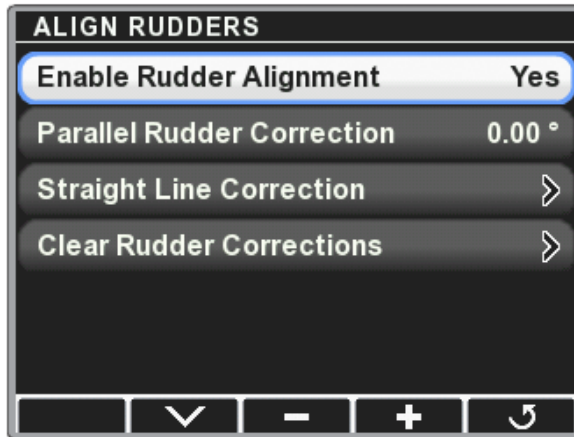 ALIGN RUDDERS
Enable Rudder Alignment Yes
Parallel Rudder Correction 0.00 °
Straight Line Correction
Clear Rudder Corrections